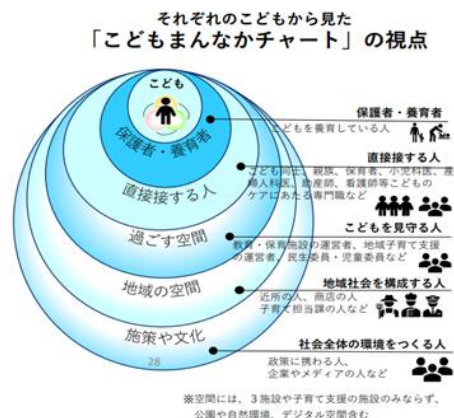 それぞれのこどもから見た
「こどもまんなかチャート」の視点
こども
保護者・養育者
直接接する人
過ごす空間
地域の空間
施策や文化
28
保護者・養育者
こどもを養育している人
直接接する人
こども同士、親族、保育者、小児科医、産
婦人科医、助産師、看護師等こどもの
ケアにあたる専門職など
こどもを見守る人
教育・保育施設の運営者、地域子育て支援
の運営者、民生委員・児童委員など
地域社会を構成する人
近所の人、商店の人
子育て担当課の人など
社会全体の環境をつくる人
政策に携わる人、
企業やメディアの人など
※空間には、3施設や子育て支援の施設のみならず、
公園や自然環境、デジタル空間含む